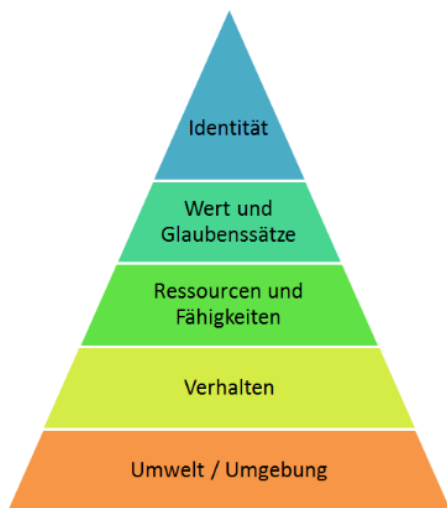 Identität
Wert und
Glaubenssätze
Ressourcen und
Fähigkeiten
Verhalten
Umwelt / Umgebung